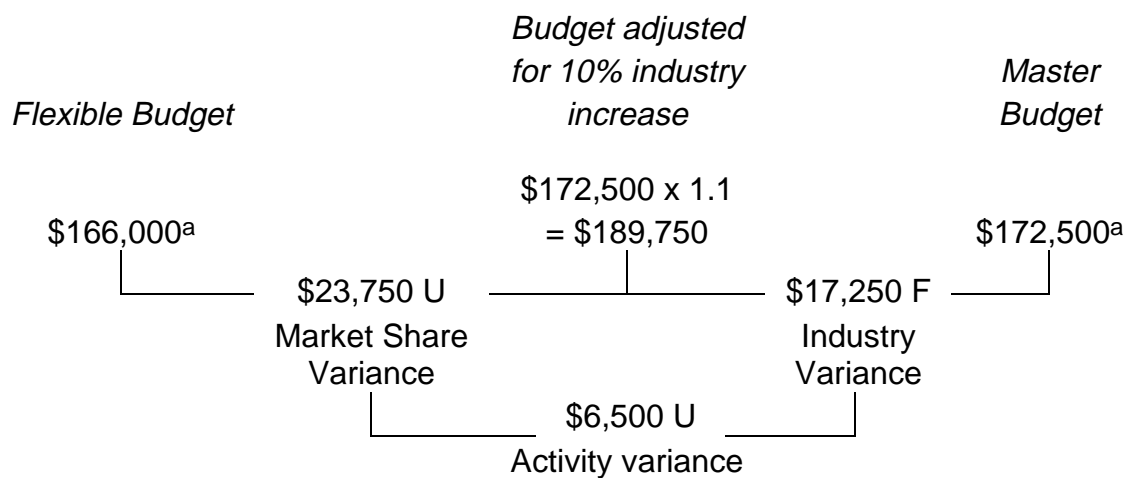 Budget adjusted
for 10% industry
increase
Master
Budget
Flexible Budget
$172,500 x 1.1
= $189,750
$166,000ᵃ
$172,500ᵃ
$23,750 U
Market Share
Variance
$17,250 F
Industry
Variance
$6,500 U
Activity variance